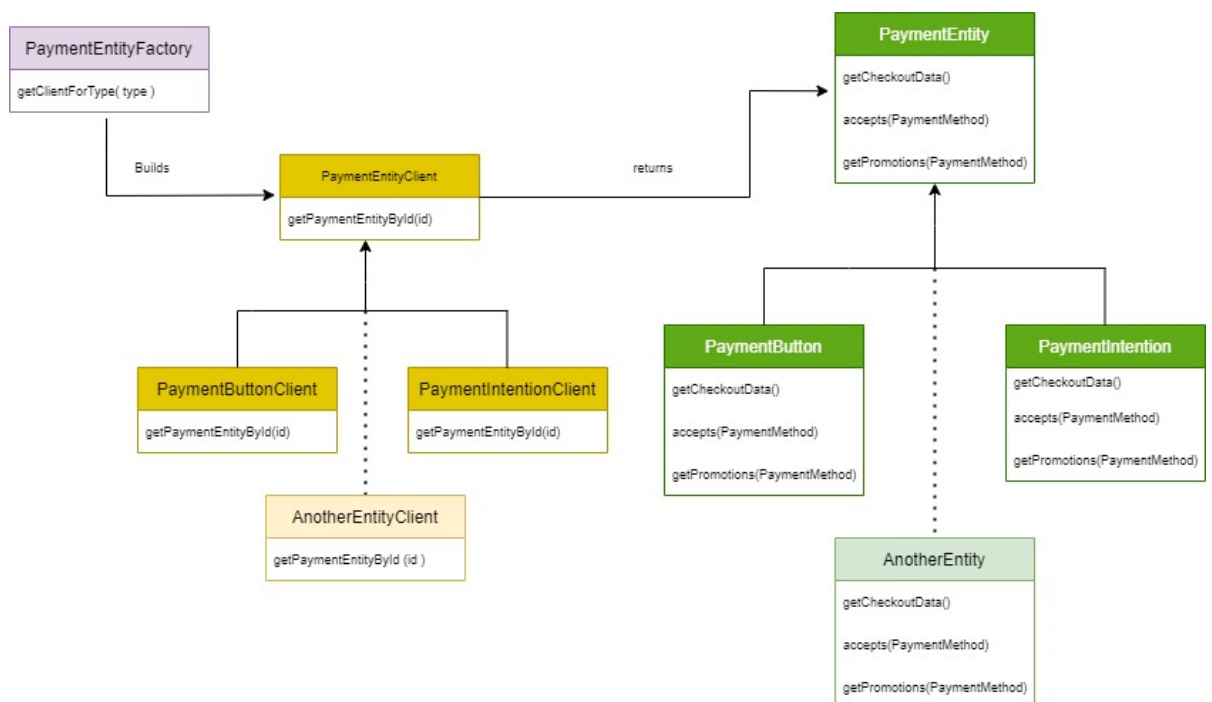 PaymentEntityFactory
getClientForType( type )
Builds
PaymentEntityClient
getPaymentEntityById(id)
returns
PaymentEntity
getCheckoutData()
accepts(PaymentMethod)
getPromotions(PaymentMethod)
PaymentButtonClient
getPaymentEntityById(id)
PaymentIntentionClient
getPaymentEntityById(id)
AnotherEntityClient
getPaymentEntityById (id )
PaymentButton
getCheckoutData()
accepts(PaymentMethod)
getPromotions(PaymentMethod)
PaymentIntention
getCheckoutData()
accepts(PaymentMethod)
getPromotions(PaymentMethod)
AnotherEntity
getCheckoutData()
accepts(PaymentMethod)
getPromotions(PaymentMethod)